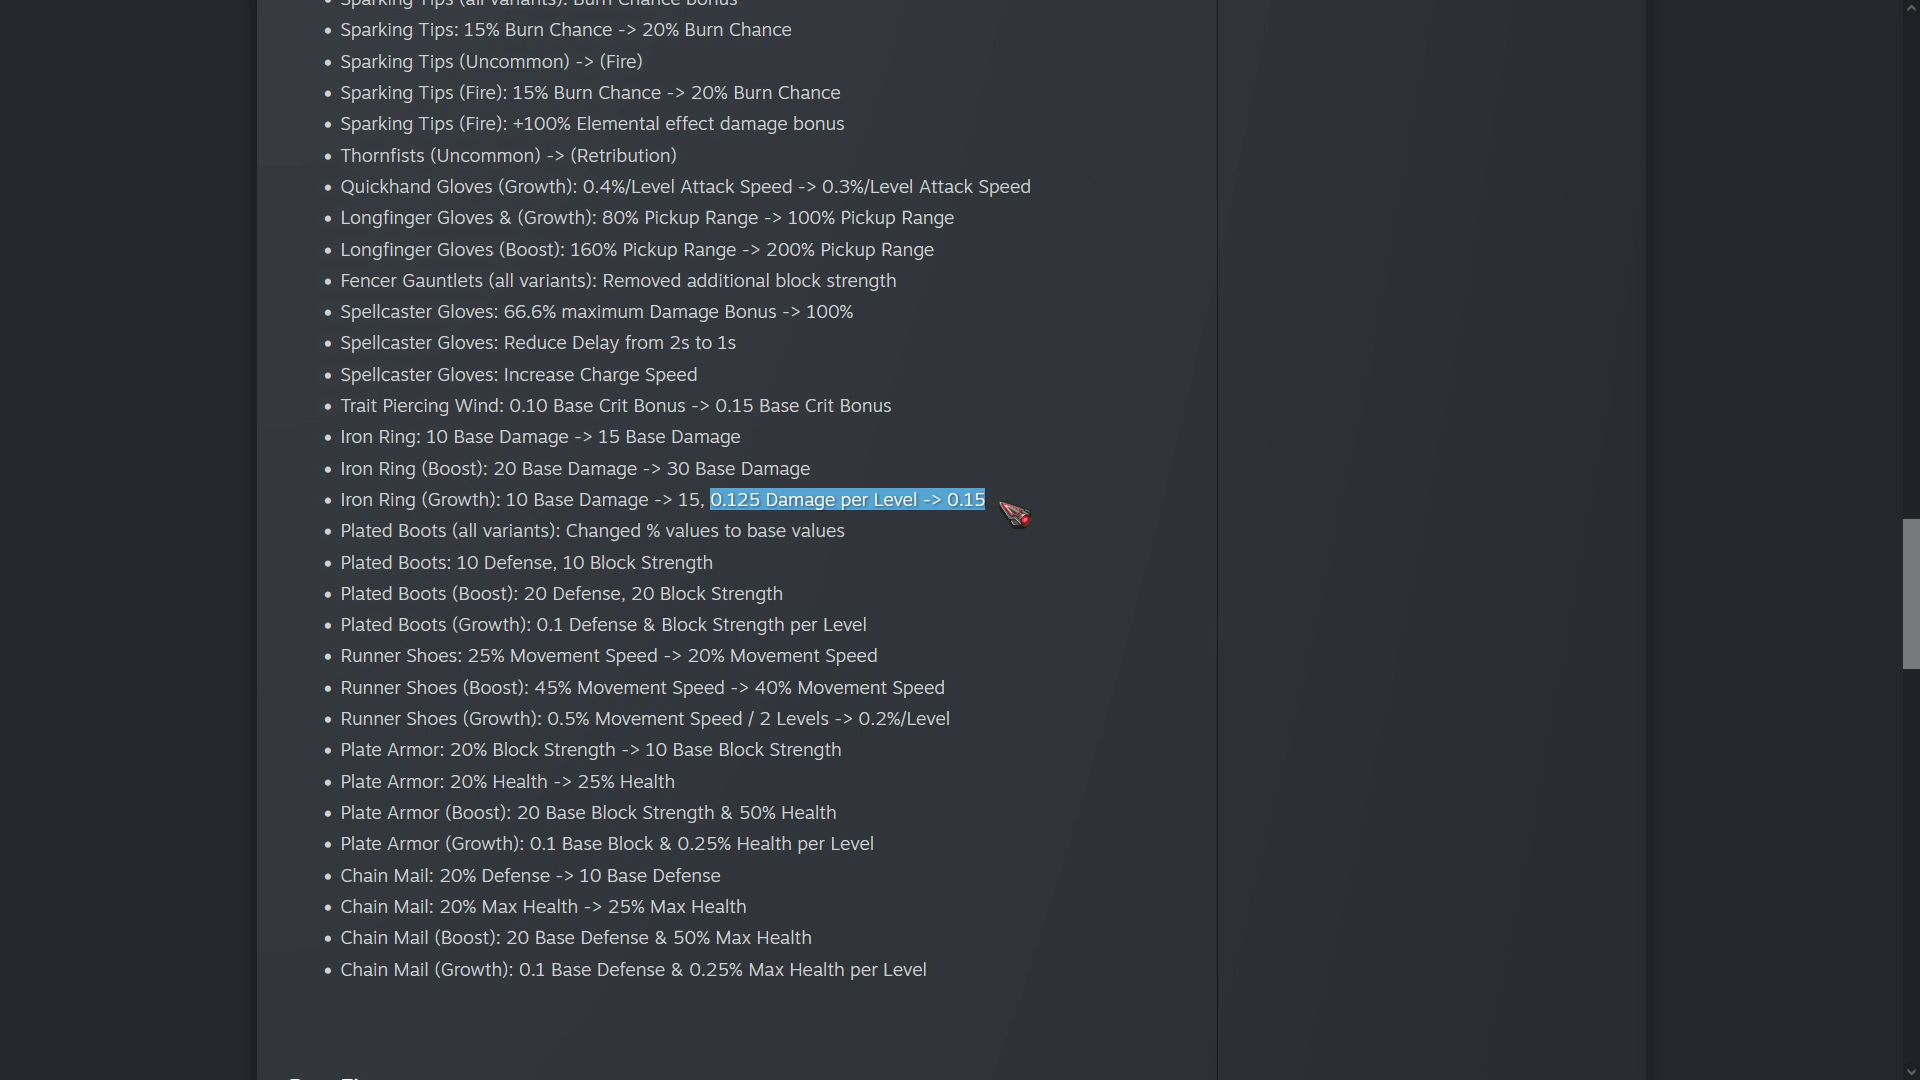 Sparking Tips (all variants): Burn Chance bonus
Sparking Tips: 15% Burn Chance -> 20% Burn Chance
Sparking Tips (Uncommon) -> (Fire)
Sparking Tips (Fire): 15% Burn Chance -> 20% Burn Chance
Sparking Tips (Fire): +100% Elemental effect damage bonus
Thornfists (Uncommon) -> (Retribution)
Quickhand Gloves (Growth): 0.4%/Level Attack Speed -> 0.3%/Level Attack Speed
Longfinger Gloves & (Growth): 80% Pickup Range -> 100% Pickup Range
Longfinger Gloves (Boost): 160% Pickup Range -> 200% Pickup Range
Fencer Gauntlets (all variants): Removed additional block strength
Spellcaster Gloves: 66.6% maximum Damage Bonus -> 100%
Spellcaster Gloves: Reduce Delay from 2s to 1s
Spellcaster Gloves: Increase Charge Speed
Trait Piercing Wind: 0.10 Base Crit Bonus -> 0.15 Base Crit Bonus
Iron Ring: 10 Base Damage -> 15 Base Damage
Iron Ring (Boost): 20 Base Damage -> 30 Base Damage
Iron Ring (Growth): 10 Base Damage -> 15, 0.125 Damage per Level -> 0.15
Plated Boots (all variants): Changed % values to base values
Plated Boots: 10 Defense, 10 Block Strength
Plated Boots (Boost): 20 Defense, 20 Block Strength
Plated Boots (Growth): 0.1 Defense & Block Strength per Level
Runner Shoes: 25% Movement Speed -> 20% Movement Speed
Runner Shoes (Boost): 45% Movement Speed -> 40% Movement Speed
Runner Shoes (Growth): 0.5% Movement Speed / 2 Levels -> 0.2%/Level
Plate Armor: 20% Block Strength -> 10 Base Block Strength
Plate Armor: 20% Health -> 25% Health
Plate Armor (Boost): 20 Base Block Strength & 50% Health
Plate Armor (Growth): 0.1 Base Block & 0.25% Health per Level
Chain Mail: 20% Defense -> 10 Base Defense
Chain Mail: 20% Max Health -> 25% Max Health
Chain Mail (Boost): 20 Base Defense & 50% Max Health
Chain Mail (Growth): 0.1 Base Defense & 0.25% Max Health per Level